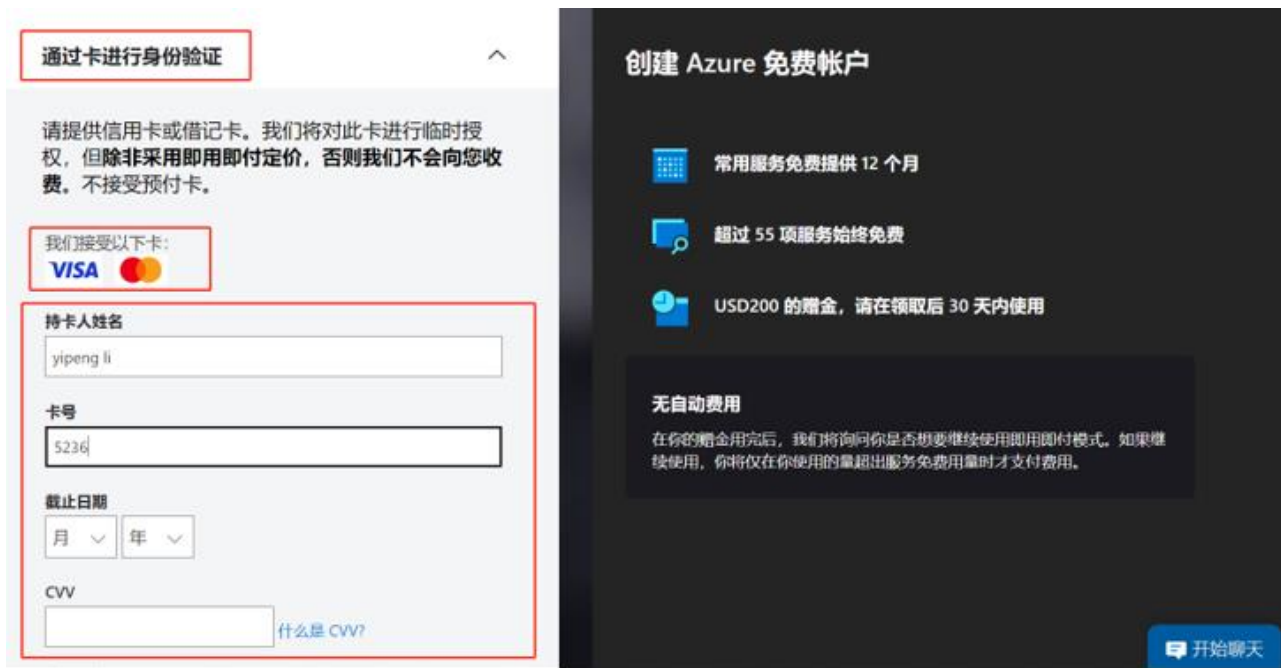 通过卡进行身份验证
请提供信用卡或借记卡。我们将对此卡进行临时授
权，但除非采用即用即付定价，否则我们不会向您收
费。不接受预付卡。
我们接受以下卡：
VISA
持卡人姓名
yipeng li
卡号
5236
截止日期
月 年
CVV
什么是 CVV?
创建 Azure 免费帐户
常用服务免费提供 12 个月
超过 55 项服务始终免费
USD200 的赠金，请在领取后 30 天内使用
无自动费用
在你的赠金用完后，我们将询问你是否想要继续使用即用即付模式。如果继
续使用，你将仅在你使用的量超出服务免费用量时才支付费用。
开始聊天